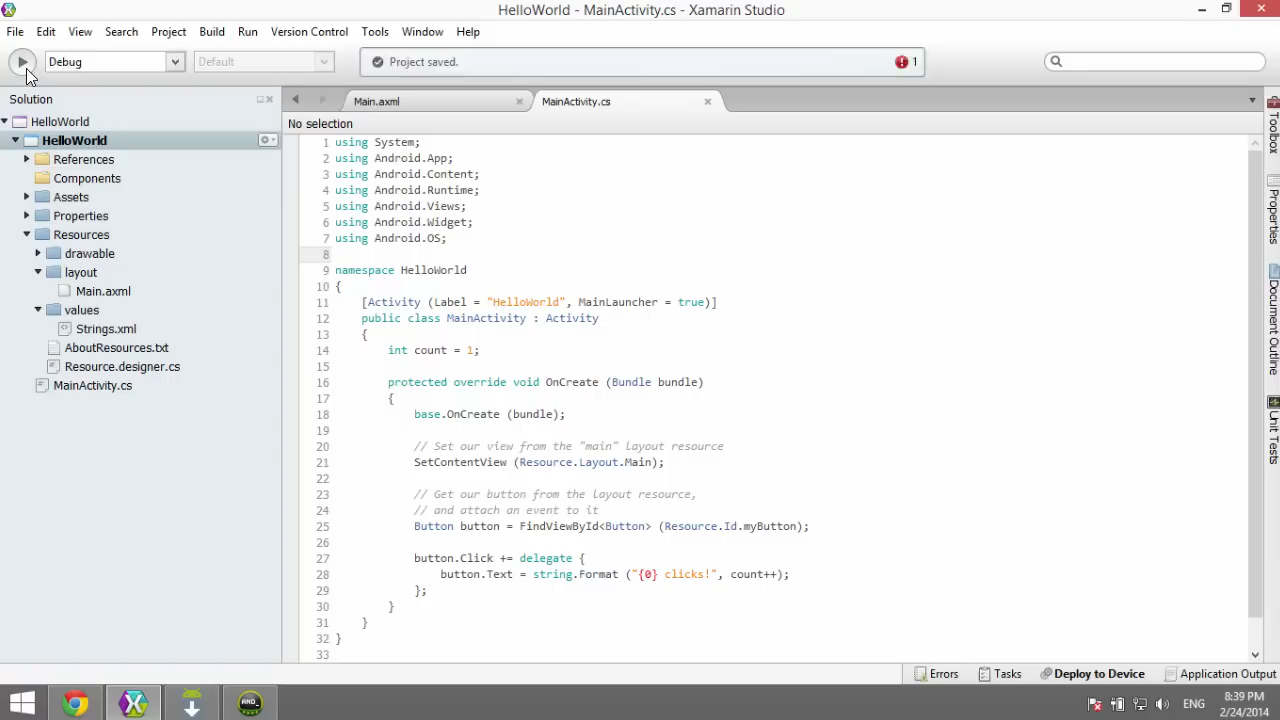 HelloWorld - MainActivity.cs - Xamarin Studio
File Edit View Search Project Build Run Version Control Tools Window Help
Debug Default Project saved. 1
Solution
Main.axml MainActivity.cs
No selection
HelloWorld
HelloWorld
References
Components
Assets
Properties
Resources
drawable
layout
Main.axml
values
Strings.xml
AboutResources.txt
Resource.designer.cs
MainActivity.cs
1 using System;
2 using Android.App;
3 using Android.Content;
4 using Android.Runtime;
5 using Android.Views;
6 using Android.Widget;
7 using Android.OS;
8
9 namespace HelloWorld
10 {
11 [Activity (Label = "HelloWorld", MainLauncher = true)]
12 public class MainActivity : Activity
13 {
14 int count = 1;
15
16 protected override void OnCreate (Bundle bundle)
17 {
18 base.OnCreate (bundle);
19
20 // Set our view from the "main" layout resource
21 SetContentView (Resource.Layout.Main);
22
23 // Get our button from the layout resource,
24 // and attach an event to it
25 Button button = FindViewById<Button> (Resource.Id.myButton);
26
27 button.Click += delegate {
28 button.Text = string.Format ("{0} clicks!", count++);
29 };
30 }
31 }
32 }
33
Toolbox
Properties
Document Outline
Unit Tests
Errors Tasks Deploy to Device Application Output
AND_
ENG
8:39 PM
2/24/2014